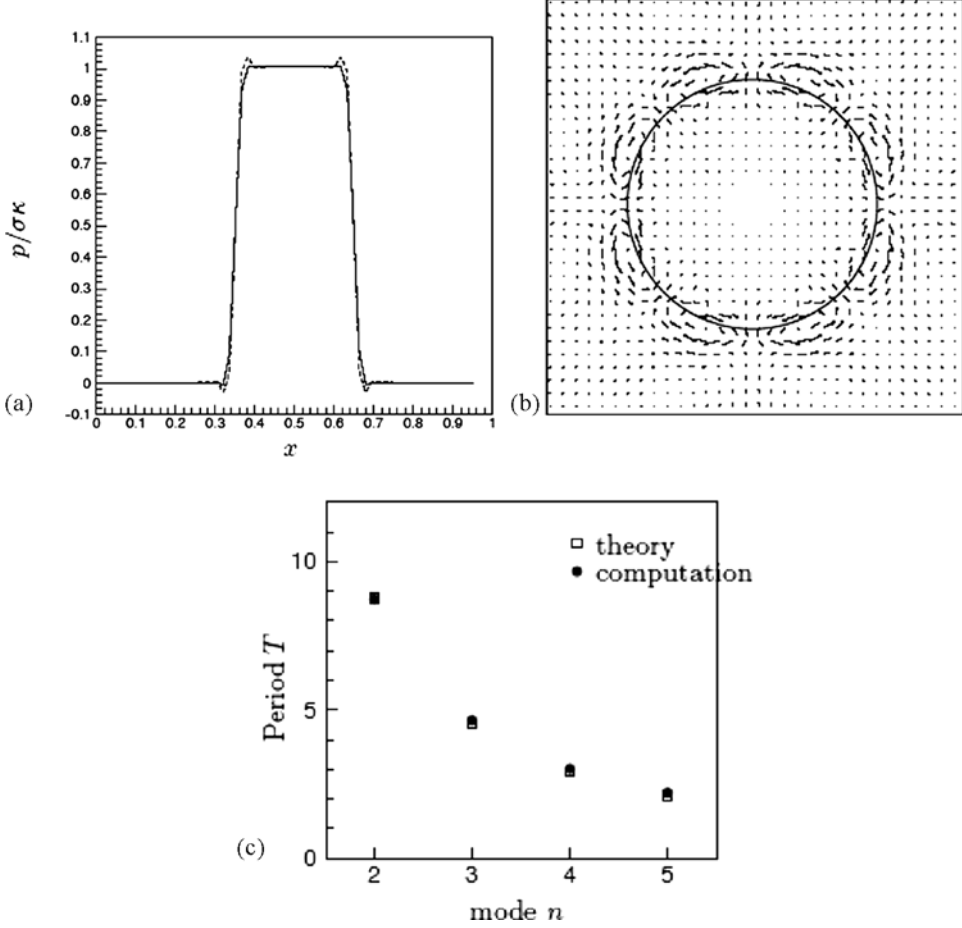 1.1
1
0.9
0.8
0.7
0.6
0.5
0.4
0.3
0.2
0.1
0
-0.1
p/σκ
0 0.1 0.2 0.3 0.4 0.5 0.6 0.7 0.8 0.9 1
x
(a)
(b)
10
5
0
Period T
theory
computation
2 3 4 5
mode n
(c)